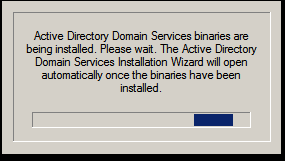 Active Directory Domain Services binaries are
being installed. Please wait. The Active Directory
Domain Services Installation Wizard will open
automatically once the binaries have been
installed.